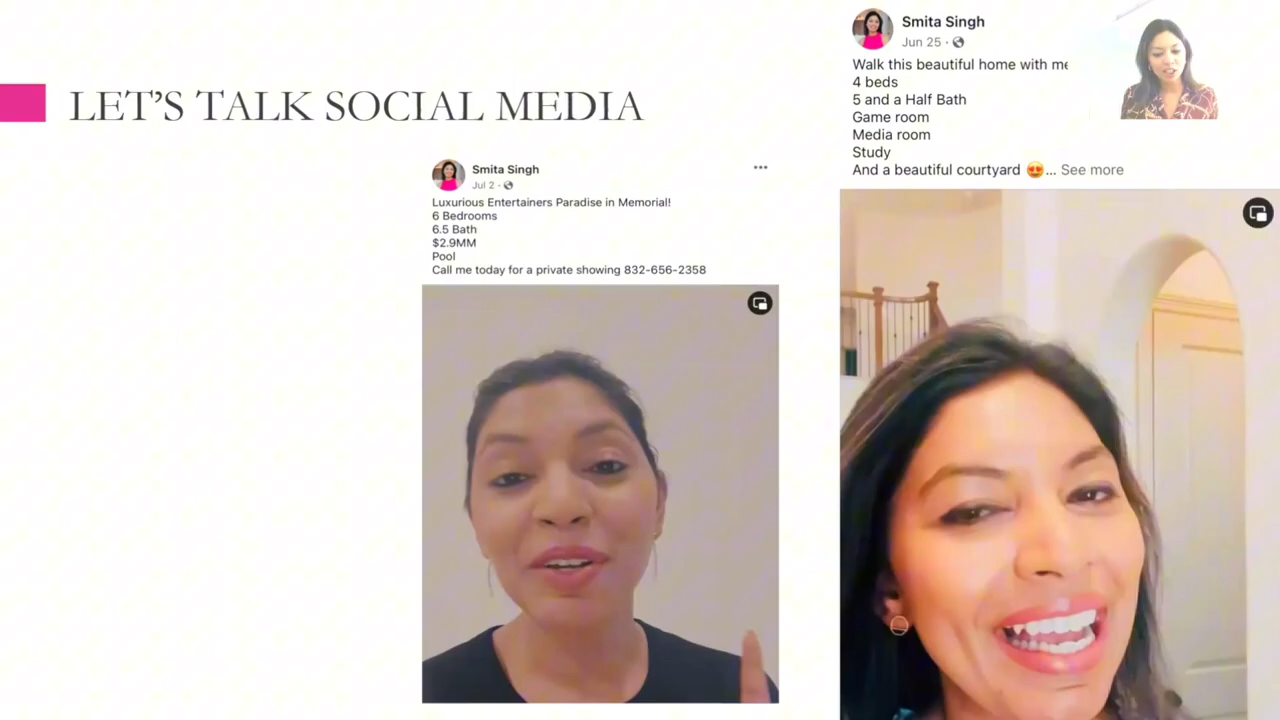 LET'S TALK SOCIAL MEDIA
Smita Singh
Jul 2 ·
Luxurious Entertainers Paradise in Memorial!
6 Bedrooms
6.5 Bath
$2.9MM
Pool
Call me today for a private showing 832-656-2358
Smita Singh
Jun 25 ·
Walk this beautiful home with me
4 beds
5 and a Half Bath
Game room
Media room
Study
And a beautiful courtyard 😍... See more